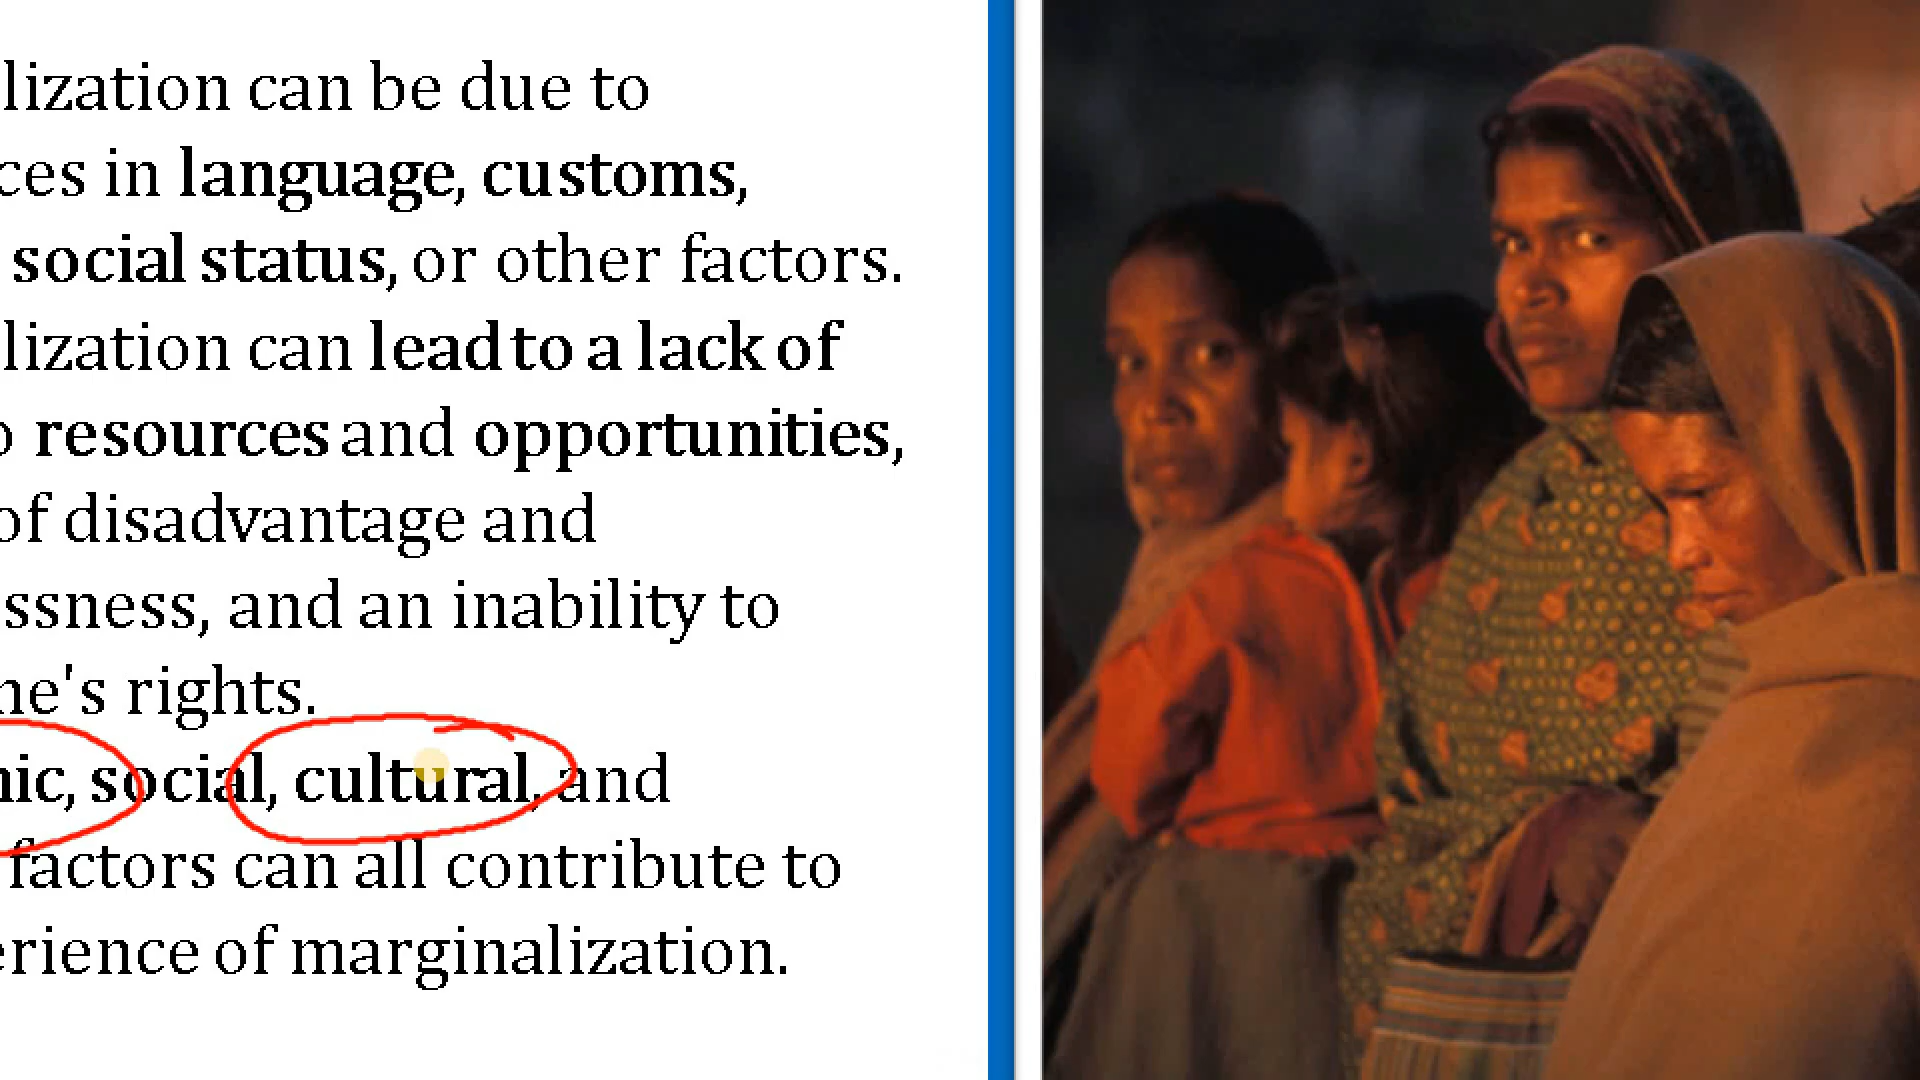 lization can be due to
ces in language, customs,
social status, or other factors.
lization can lead to a lack of
o resources and opportunities,
of disadvantage and
ssness, and an inability to
ne's rights.
nic, social, cultural, and
factors can all contribute to
erience of marginalization.